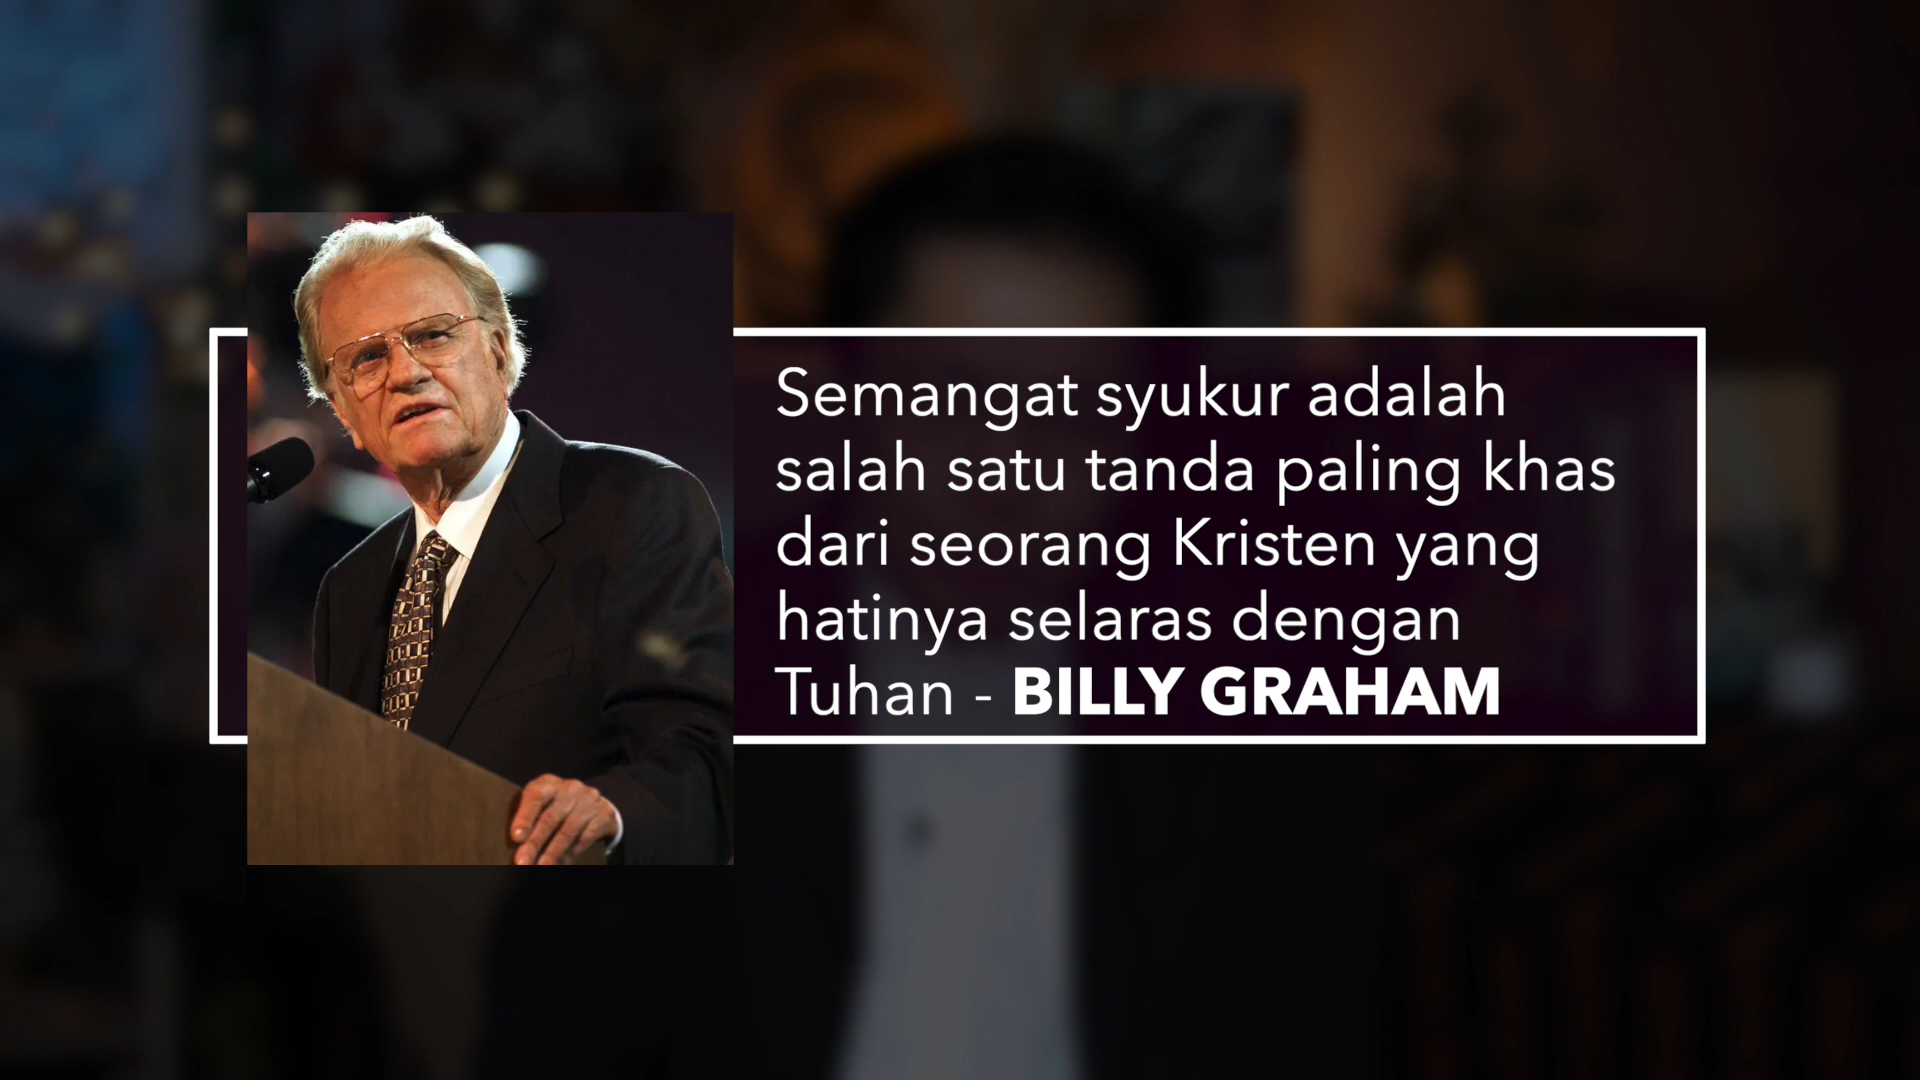 Semangat syukur adalah
salah satu tanda paling khas
dari seorang Kristen yang
hatinya selaras dengan
Tuhan - BILLY GRAHAM